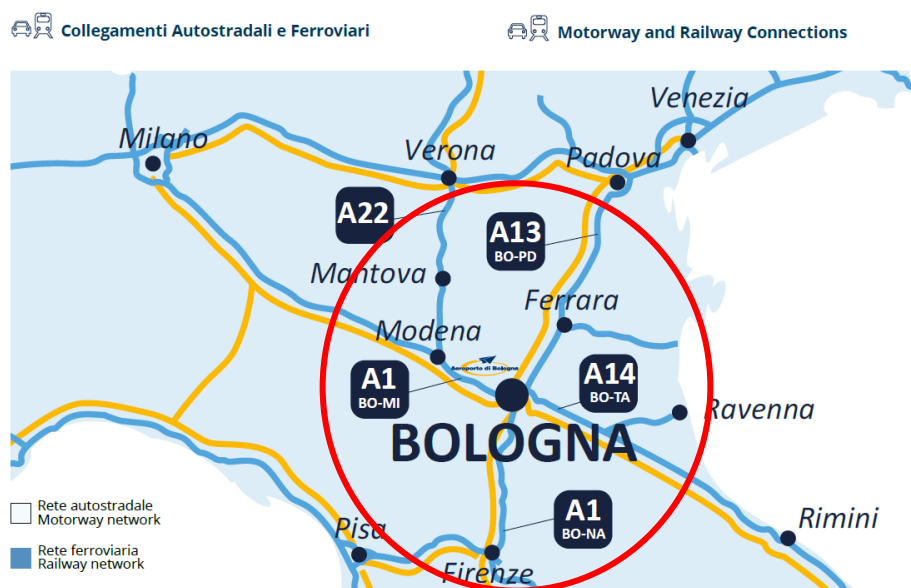 Collegamenti Autostradali e Ferroviari
Motorway and Railway Connections
Venezia
Milano
Verona
Padova
A22
A13
BO-PD
Mantova
Ferrara
Modena
Aeroporto di Bologna
A1
BO-MI
A14
BO-TA
Ravenna
BOLOGNA
A1
BO-NA
Rete autostradale
Motorway network
Rimini
Pisa
Rete ferroviaria
Railway network
Firenze